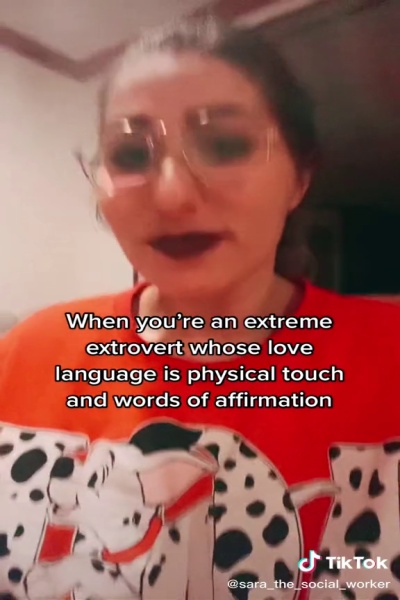 When you’re an extreme
extrovert whose love
language is physical touch
and words of affirmation
TikTok
@sara_the_social_worker